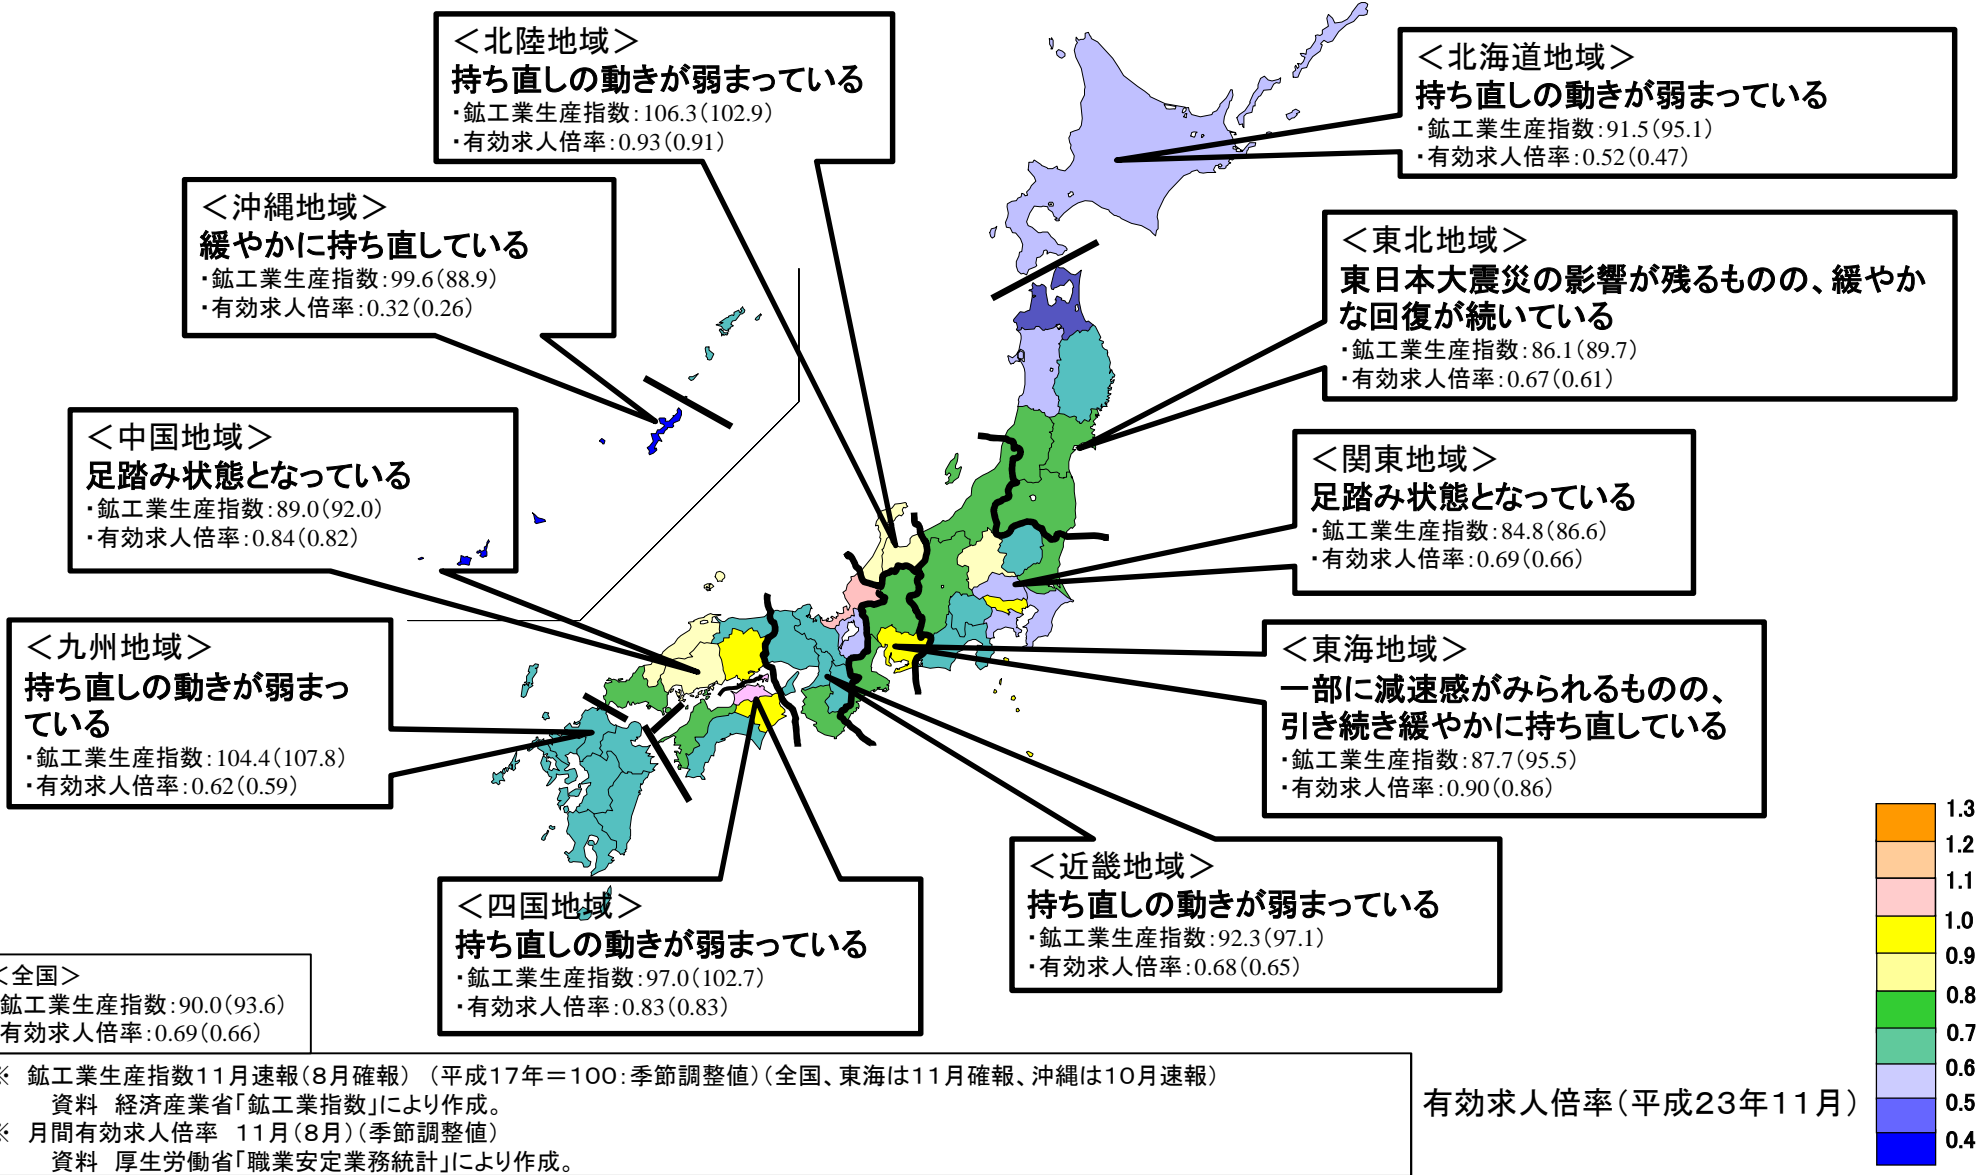 ＜北陸地域＞
持ち直しの動きが弱まっている
・鉱工業生産指数：106.3（102.9）
・有効求人倍率：0.93（0.91）
＜北海道地域＞
持ち直しの動きが弱まっている
・鉱工業生産指数：91.5（95.1）
・有効求人倍率：0.52（0.47）
＜沖縄地域＞
緩やかに持ち直している
・鉱工業生産指数：99.6（88.9）
・有効求人倍率：0.32（0.26）
＜東北地域＞
東日本大震災の影響が残るものの、緩やか
な回復が続いている
・鉱工業生産指数：86.1（89.7）
・有効求人倍率：0.67（0.61）
＜中国地域＞
足踏み状態となっている
・鉱工業生産指数：89.0（92.0）
・有効求人倍率：0.84（0.82）
＜関東地域＞
足踏み状態となっている
・鉱工業生産指数：84.8（86.6）
・有効求人倍率：0.69（0.66）
＜九州地域＞
持ち直しの動きが弱まっ
ている
・鉱工業生産指数：104.4（107.8）
・有効求人倍率：0.62（0.59）
＜東海地域＞
一部に減速感がみられるものの、
引き続き緩やかに持ち直している
・鉱工業生産指数：87.7（95.5）
・有効求人倍率：0.90（0.86）
＜四国地域＞
持ち直しの動きが弱まっている
・鉱工業生産指数：97.0（102.7）
・有効求人倍率：0.83（0.83）
＜近畿地域＞
持ち直しの動きが弱まっている
・鉱工業生産指数：92.3（97.1）
・有効求人倍率：0.68（0.65）
＜全国＞
鉱工業生産指数：90.0（93.6）
有効求人倍率：0.69（0.66）
※ 鉱工業生産指数11月速報（8月確報）（平成17年＝100：季節調整値）（全国、東海は11月確報、沖縄は10月速報）
資料 経済産業省「鉱工業指数」により作成。
※ 月間有効求人倍率 11月（8月）（季節調整値）
資料 厚生労働省「職業安定業務統計」により作成。
有効求人倍率（平成23年11月）
1.3
1.2
1.1
1.0
0.9
0.8
0.7
0.6
0.5
0.4